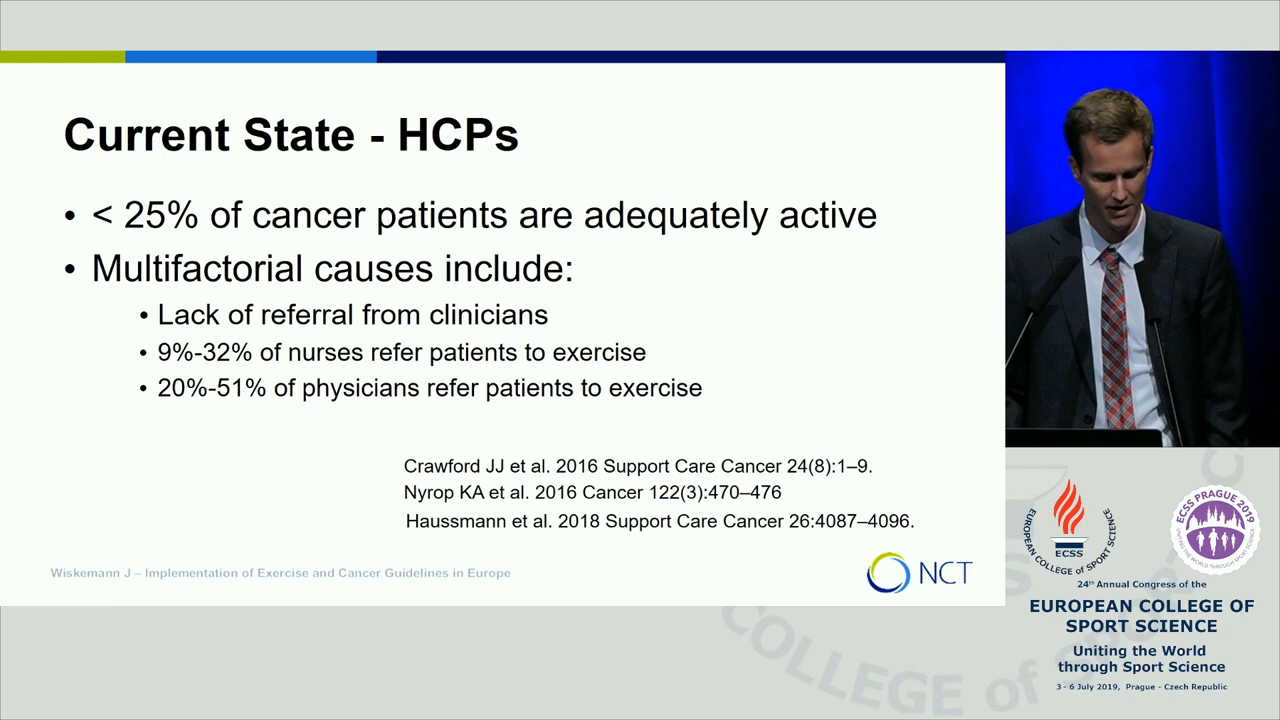 Current State - HCPs
• < 25% of cancer patients are adequately active
• Multifactorial causes include:
• Lack of referral from clinicians
• 9%-32% of nurses refer patients to exercise
• 20%-51% of physicians refer patients to exercise
Crawford JJ et al. 2016 Support Care Cancer 24(8):1–9.
Nyrop KA et al. 2016 Cancer 122(3):470–476
Haussmann et al. 2018 Support Care Cancer 26:4087–4096.
Wiskemann J – Implementation of Exercise and Cancer Guidelines in Europe
NCT
EUROPEAN COLLEGE OF SPORT SCIENCE
ECSS
ECSS PRAGUE 2019
UNITING THE WORLD THROUGH SPORT SCIENCE
24th Annual Congress of the
EUROPEAN COLLEGE OF
SPORT SCIENCE
Uniting the World
through Sport Science
3 - 6 July 2019, Prague - Czech Republic
COLLEGE of SPORT